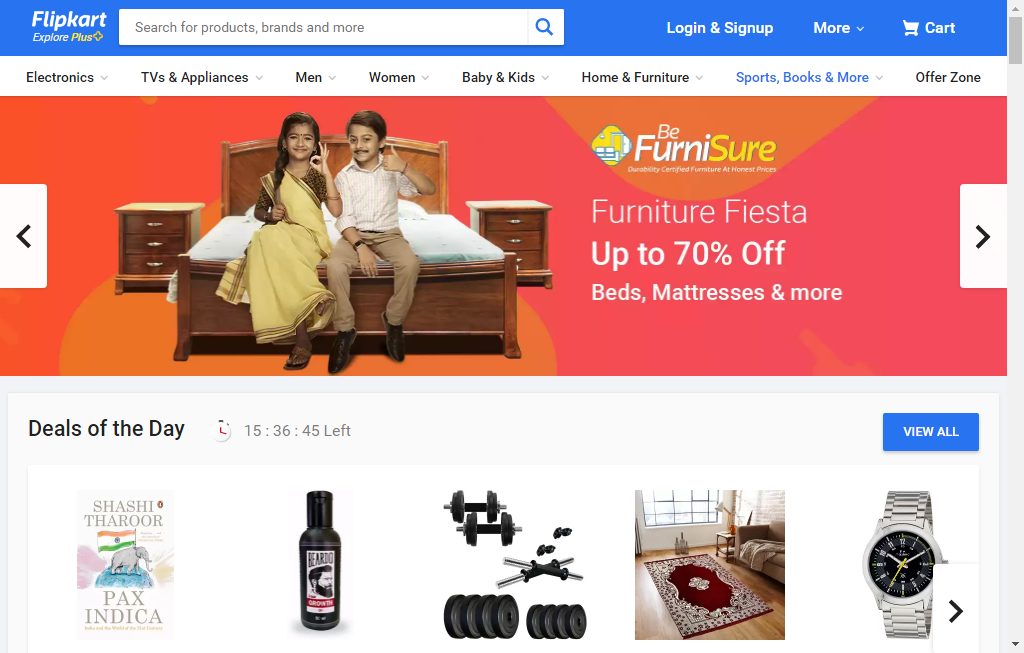 Flipkart
Explore Plus
Search for products, brands and more
Login & Signup
More
Cart
Electronics
TVs & Appliances
Men
Women
Baby & Kids
Home & Furniture
Sports, Books & More
Offer Zone
Be
FurniSure
Durability Certified Furniture At Honest Prices
Furniture Fiesta
Up to 70% Off
Beds, Mattresses & more
Deals of the Day
15 : 36 : 45 Left
VIEW ALL
SHASHI
THAROOR
PAX
INDICA
BEARDO
GROWTH